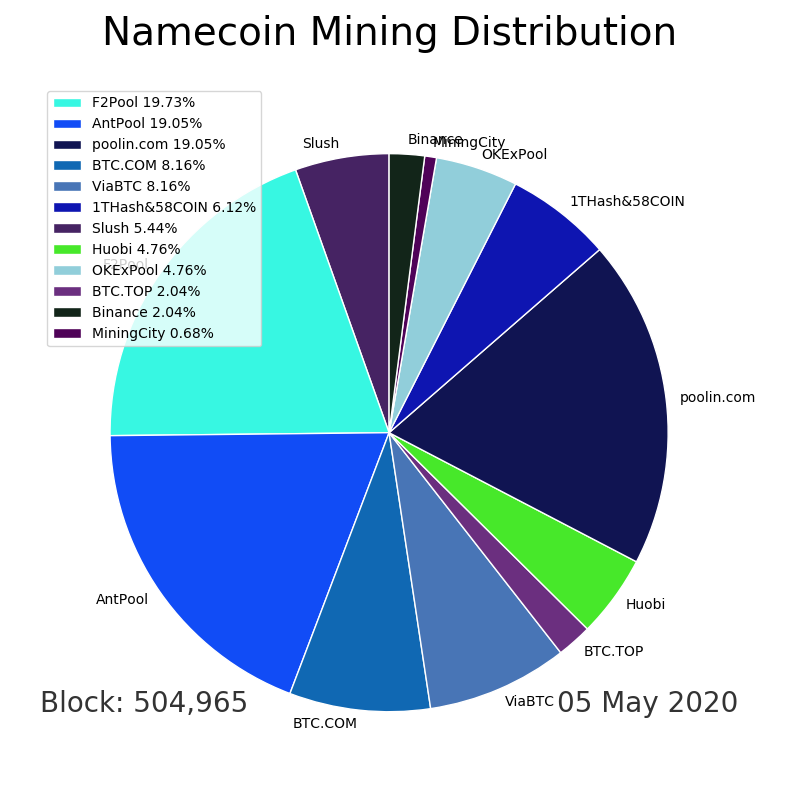 Namecoin Mining Distribution
F2Pool 19.73%
AntPool 19.05%
poolin.com 19.05%
BTC.COM 8.16%
ViaBTC 8.16%
1THash&58COIN 6.12%
Slush 5.44%
Huobi 4.76%
OKExPool 4.76%
BTC.TOP 2.04%
Binance 2.04%
MiningCity 0.68%
Slush
Binance
MiningCity
OKExPool
1THash&58COIN
F2Pool
poolin.com
AntPool
Huobi
BTC.TOP
ViaBTC
BTC.COM
Block: 504,965
05 May 2020